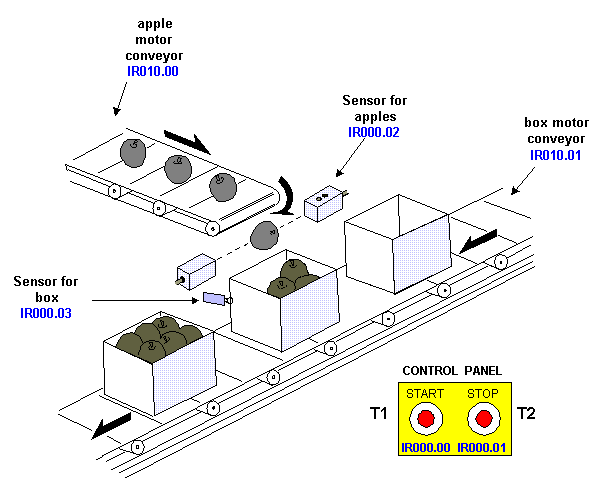 apple
motor
conveyor
IR010.00
Sensor for
apples
IR000.02
box motor
conveyor
IR010.01
Sensor for
box
IR000.03
CONTROL PANEL
START STOP
T1 T2
IR000.00 IR000.01